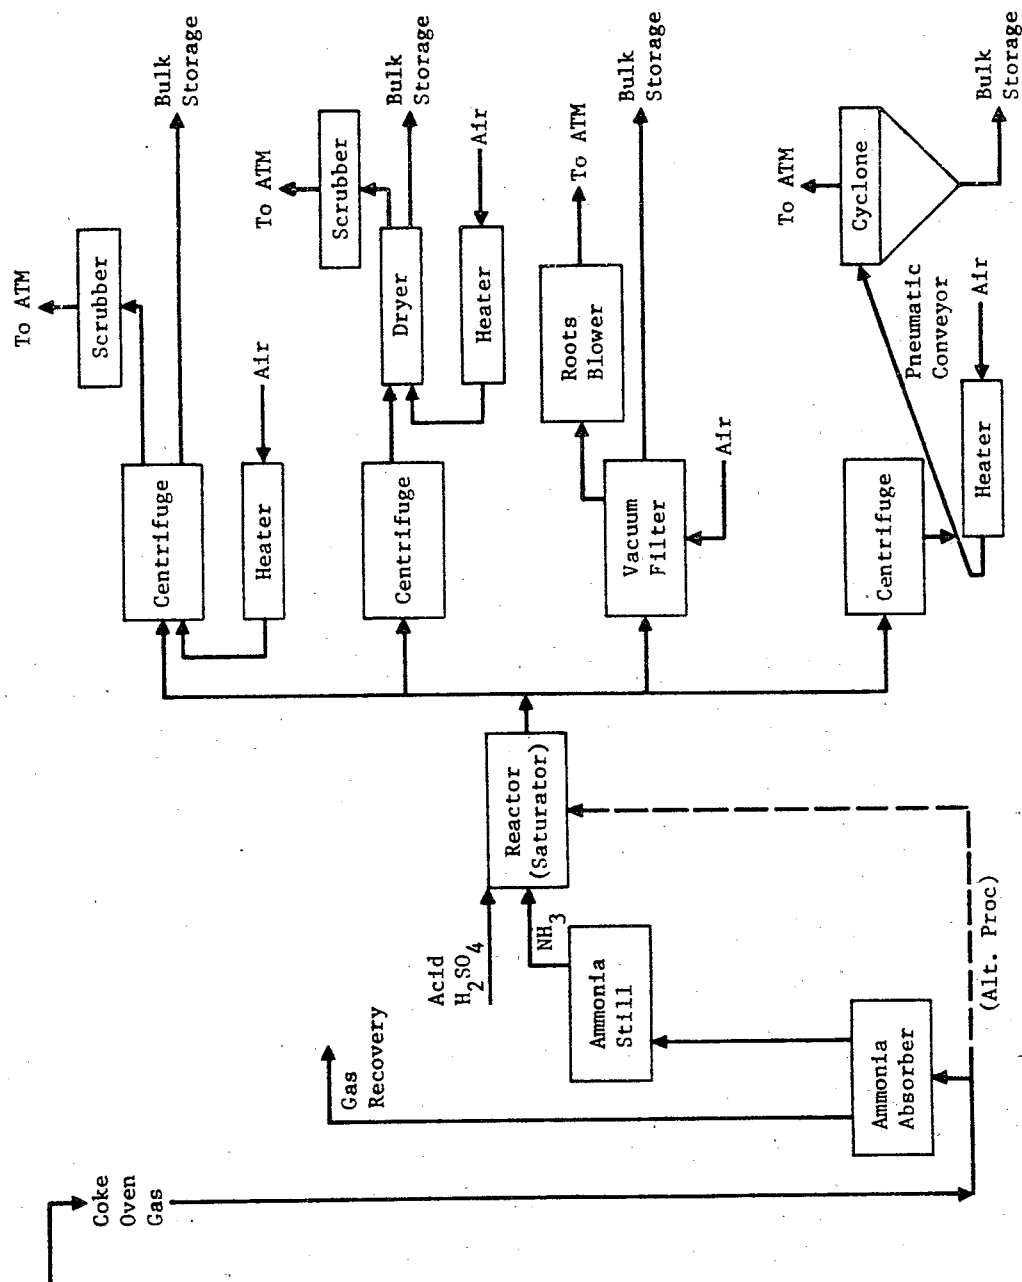 Coke
Oven
Gas
Gas
Recovery
Ammonia
Absorber
(Alt. Proc)
Ammonia
Still
NH3
Acid
H2SO4
Reactor
(Saturator)
Centrifuge
Heater
Air
Scrubber
To ATM
Bulk
Storage
Centrifuge
Dryer
Heater
Air
Scrubber
To ATM
Bulk
Storage
Vacuum
Filter
Air
Roots
Blower
To ATM
Bulk
Storage
Centrifuge
Heater
Air
Pneumatic
Conveyor
Cyclone
To ATM
Bulk
Storage